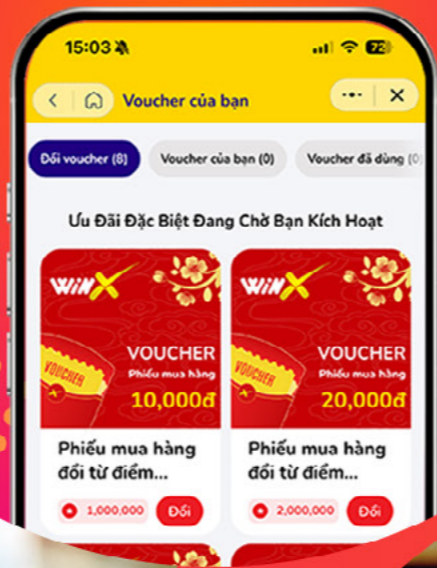 15:03
72
Voucher của bạn
Đổi voucher (8)
Voucher của bạn (0)
Voucher đã dùng (0)
Ưu Đãi Đặc Biệt Đang Chờ Bạn Kích Hoạt
WiNX
VOUCHER
VOUCHER
Phiếu mua hàng
10,000đ
Phiếu mua hàng
đổi từ điểm...
1,000,000
Đổi
WiNX
VOUCHER
VOUCHER
Phiếu mua hàng
20,000đ
Phiếu mua hàng
đổi từ điểm...
2,000,000
Đổi